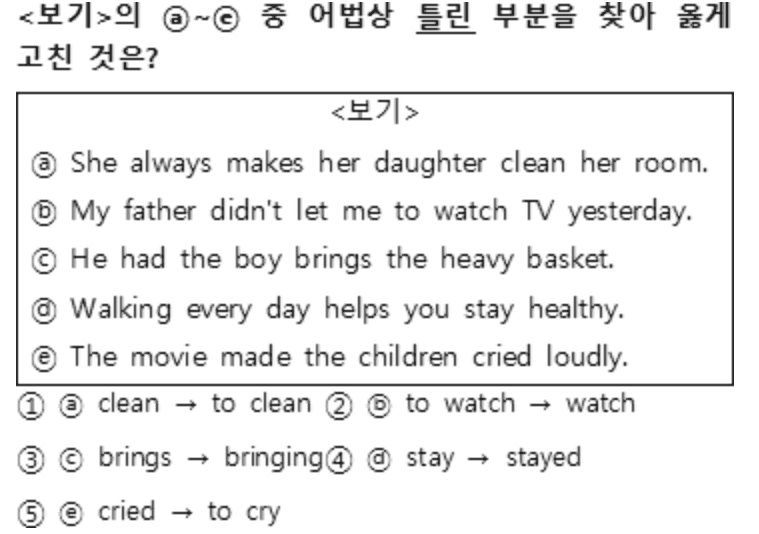 <보기>의 ⓐ~ⓔ 중 어법상 틀린 부분을 찾아 옳게
고친 것은?
<보기>
ⓐ She always makes her daughter clean her room.
ⓑ My father didn't let me to watch TV yesterday.
ⓒ He had the boy brings the heavy basket.
ⓓ Walking every day helps you stay healthy.
ⓔ The movie made the children cried loudly.
① ⓐ clean → to clean ② ⓑ to watch → watch
③ ⓒ brings → bringing④ ⓓ stay → stayed
⑤ ⓔ cried → to cry